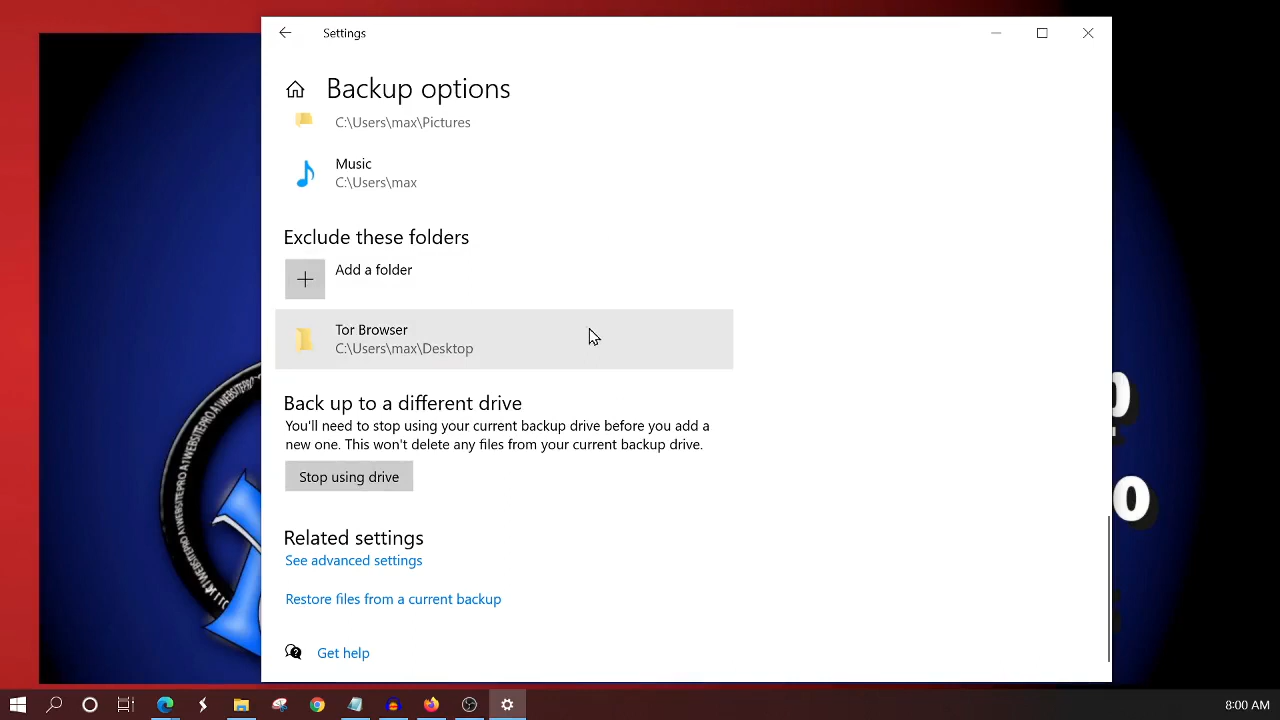 Settings
Backup options
C:\Users\max\Pictures
Music
C:\Users\max
Exclude these folders
Add a folder
Tor Browser
C:\Users\max\Desktop
Back up to a different drive
You'll need to stop using your current backup drive before you add a
new one. This won't delete any files from your current backup drive.
Stop using drive
Related settings
See advanced settings
Restore files from a current backup
Get help
8:00 AM